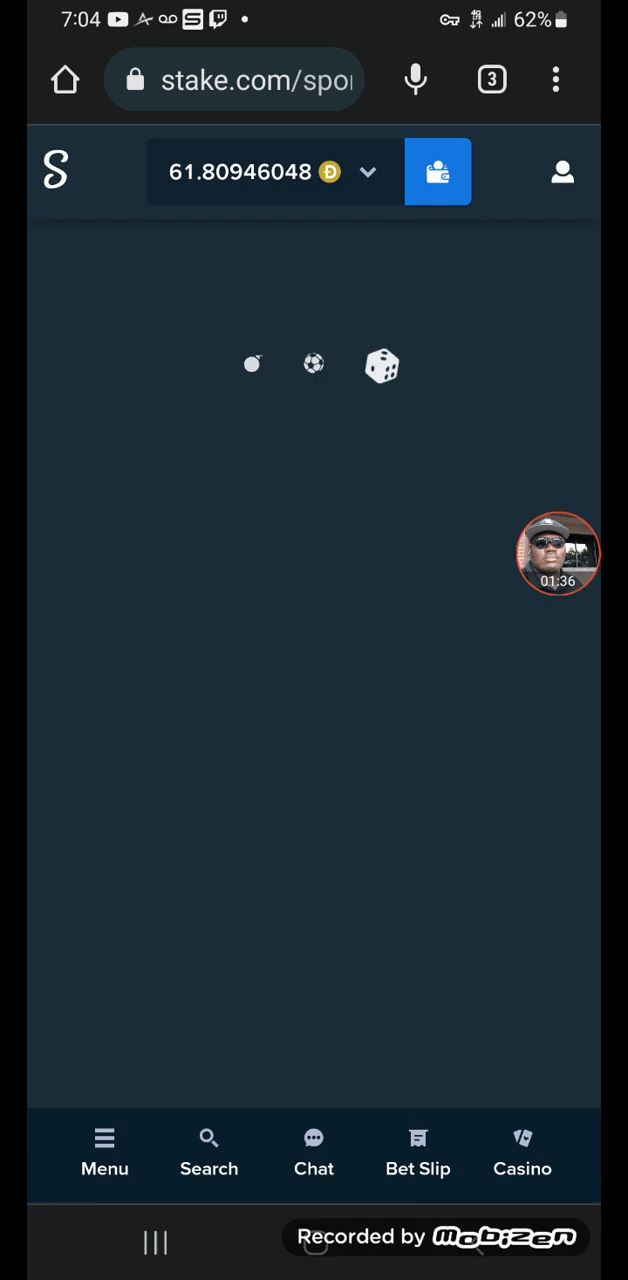 7:04 62%
stake.com/spo
3
61.80946048
01:36
Menu Search Chat Bet Slip Casino
Recorded by mobizen